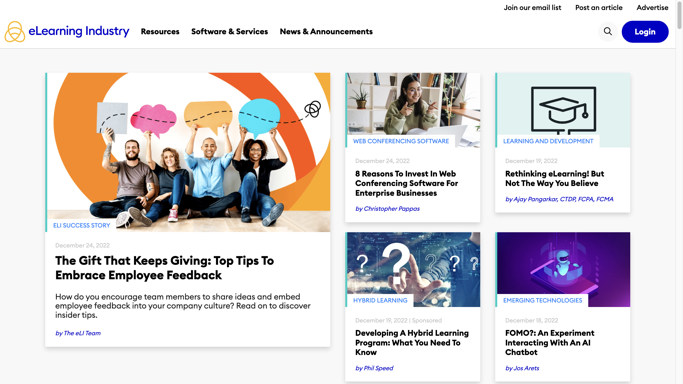 Join our email list Post an article Advertise
eLearning Industry Resources Software & Services News & Announcements Login
ELI SUCCESS STORY
December 24, 2022
The Gift That Keeps Giving: Top Tips To
Embrace Employee Feedback
How do you encourage team members to share ideas and embed
employee feedback into your company culture? Read on to discover
insider tips.
by The eLI Team
WEB CONFERENCING SOFTWARE
December 24, 2022
8 Reasons To Invest In Web
Conferencing Software For
Enterprise Businesses
by Christopher Pappas
LEARNING AND DEVELOPMENT
December 19, 2022
Rethinking eLearning! But
Not The Way You Believe
by Ajay Pangarkar, CTDP, FCPA, FCMA
? ? ? ? ?
HYBRID LEARNING
December 19, 2022 | Sponsored
Developing A Hybrid Learning
Program: What You Need To
Know
by Phil Speed
EMERGING TECHNOLOGIES
December 18, 2022
FOMO?: An Experiment
Interacting With An AI
Chatbot
by Jos Arets